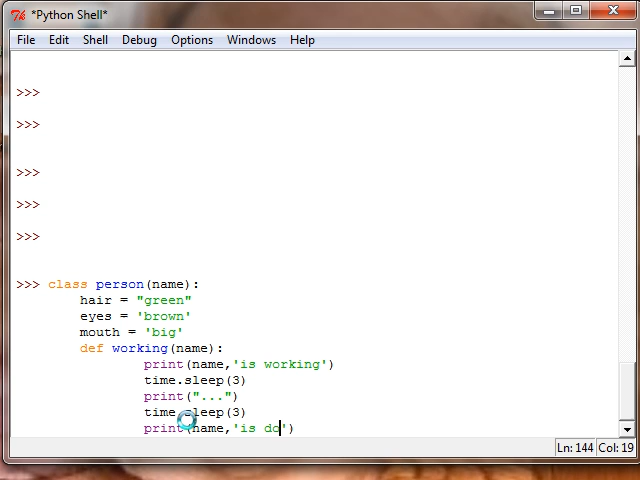 *Python Shell*
File Edit Shell Debug Options Windows Help
>>>
>>>
>>>
>>>
>>>
>>> class person(name):
hair = "green"
eyes = 'brown'
mouth = 'big'
def working(name):
print(name,'is working')
time.sleep(3)
print("...")
time.sleep(3)
print(name,'is do')
Ln: 144 Col: 19